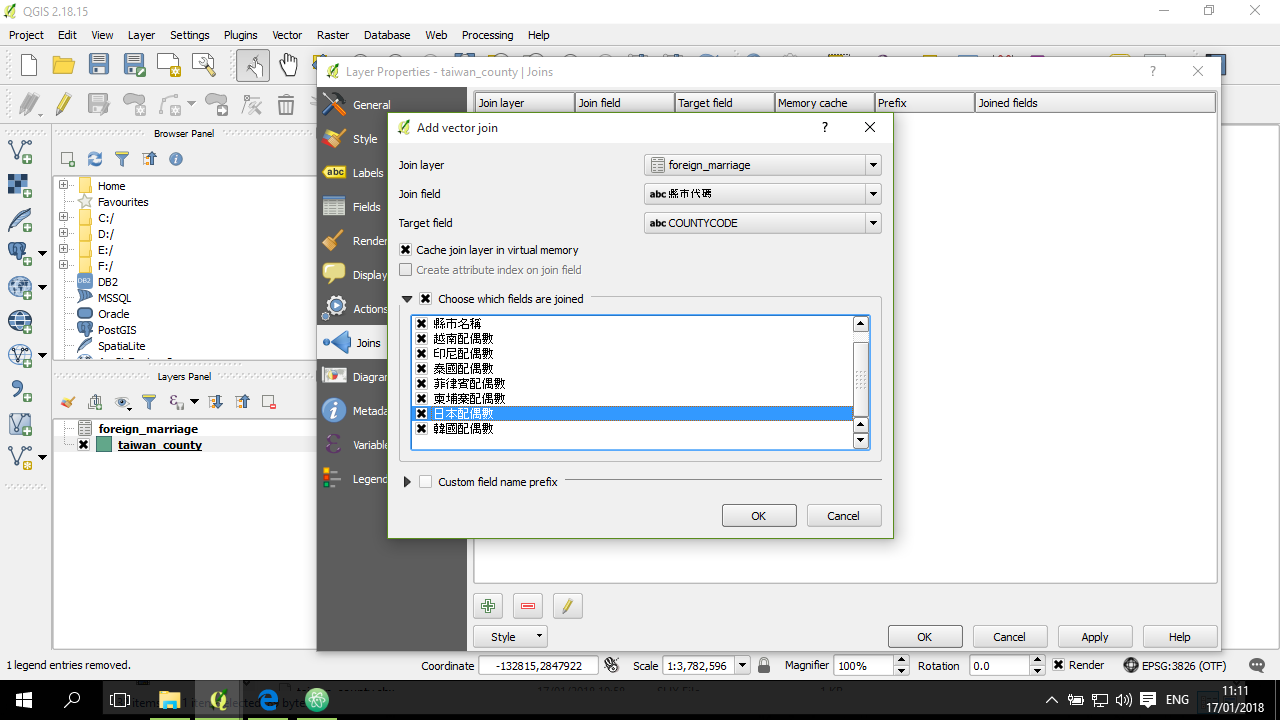 QGIS 2.18.15
Project Edit View Layer Settings Plugins Vector Raster Database Web Processing Help
Layer Properties - taiwan_county | Joins
General
Style
Labels
Fields
Render
Display
Actions
Joins
Diagran
Metada
Variable
Legend
Join layer Join field Target field Memory cache Prefix Joined fields
Add vector join
Join layer foreign_marriage
Join field abc 縣市代碼
Target field abc COUNTYCODE
Cache join layer in virtual memory
Create attribute index on join field
Choose which fields are joined
縣市名稱
越南配偶數
印尼配偶數
泰國配偶數
菲律賓配偶數
柬埔寨配偶數
日本配偶數
韓國配偶數
Custom field name prefix
OK Cancel
Style OK Cancel Apply Help
Browser Panel
Home
Favourites
C:/
D:/
E:/
F:/
DB2
MSSQL
Oracle
PostGIS
SpatiaLite
Layers Panel
foreign_marriage
taiwan_county
1 legend entries removed.
Coordinate -132815,2847922 Scale 1:3,782,596 Magnifier 100% Rotation 0.0 Render EPSG:3826 (OTF)
ENG
11:11
17/01/2018